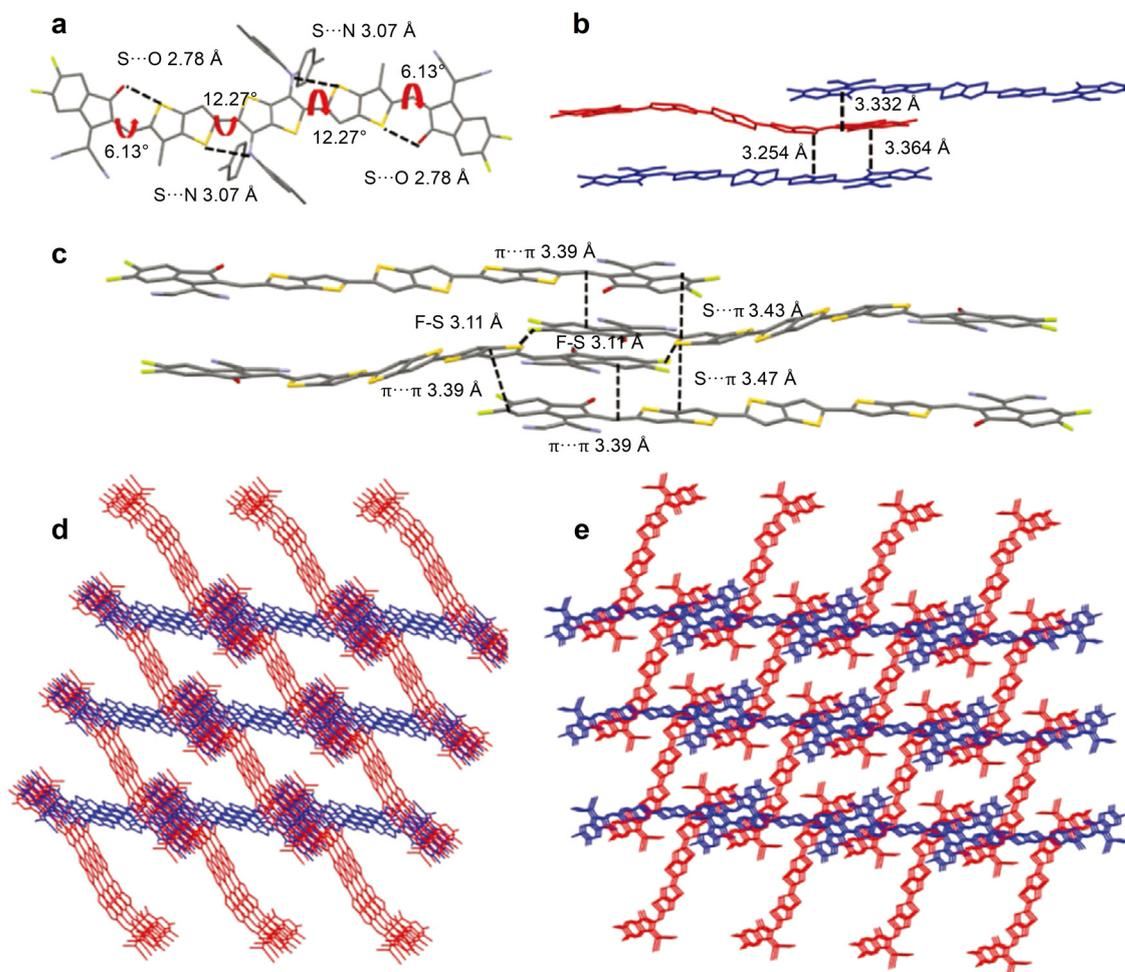 a
S···N 3.07 Å
S···O 2.78 Å
6.13°
12.27°
12.27°
6.13°
S···O 2.78 Å
S···N 3.07 Å
b
3.332 Å
3.254 Å
3.364 Å
c
π···π 3.39 Å
S···π 3.43 Å
F-S 3.11 Å
F-S 3.11 Å
S···π 3.47 Å
π···π 3.39 Å
π···π 3.39 Å
d
e